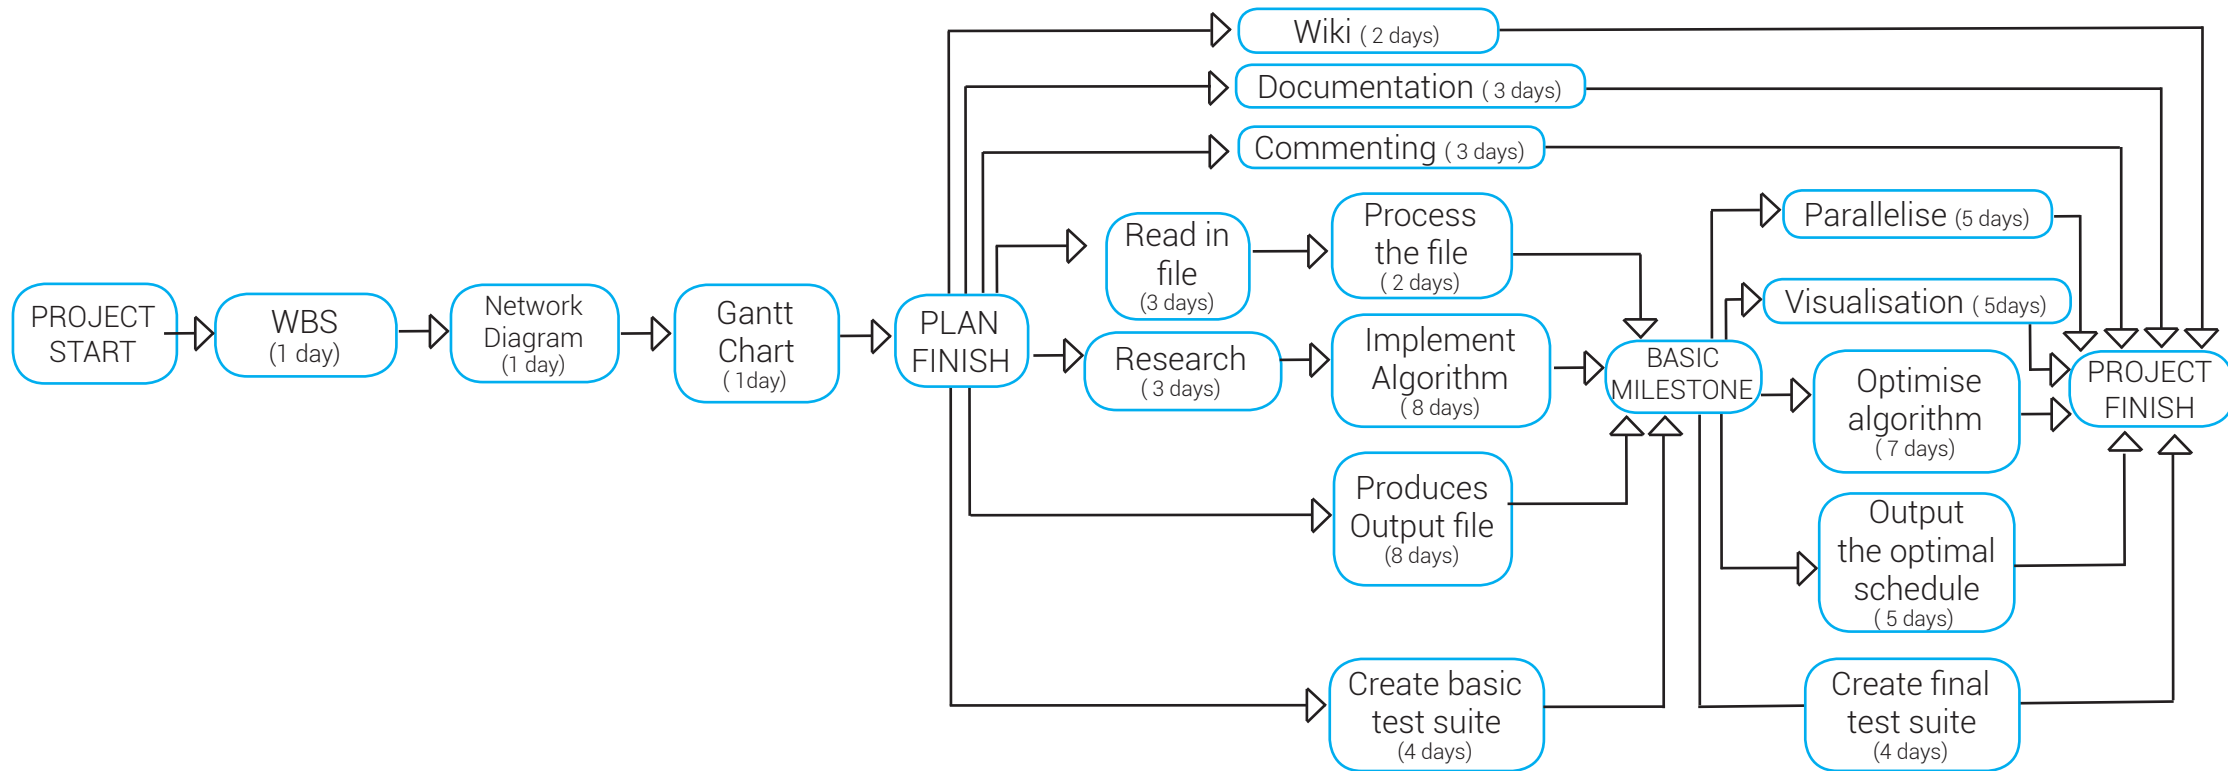 PROJECT
START
WBS
(1 day)
Network
Diagram
(1 day)
Gantt
Chart
( 1day)
PLAN
FINISH
Wiki ( 2 days)
Documentation ( 3 days)
Commenting ( 3 days)
Read in
file
(3 days)
Process
the file
( 2 days)
Research
( 3 days)
Implement
Algorithm
( 8 days)
Produces
Output file
(8 days)
Create basic
test suite
(4 days)
BASIC
MILESTONE
Parallelise (5 days)
Visualisation ( 5days)
Optimise
algorithm
( 7 days)
Output
the optimal
schedule
( 5 days)
Create final
test suite
(4 days)
PROJECT
FINISH